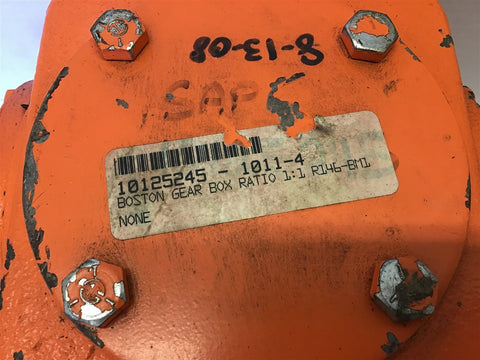 8-13-08
SAP
10125245 - 1011-4
BOSTON GEAR BOX RATIO 1:1 R146-BM1
NONE